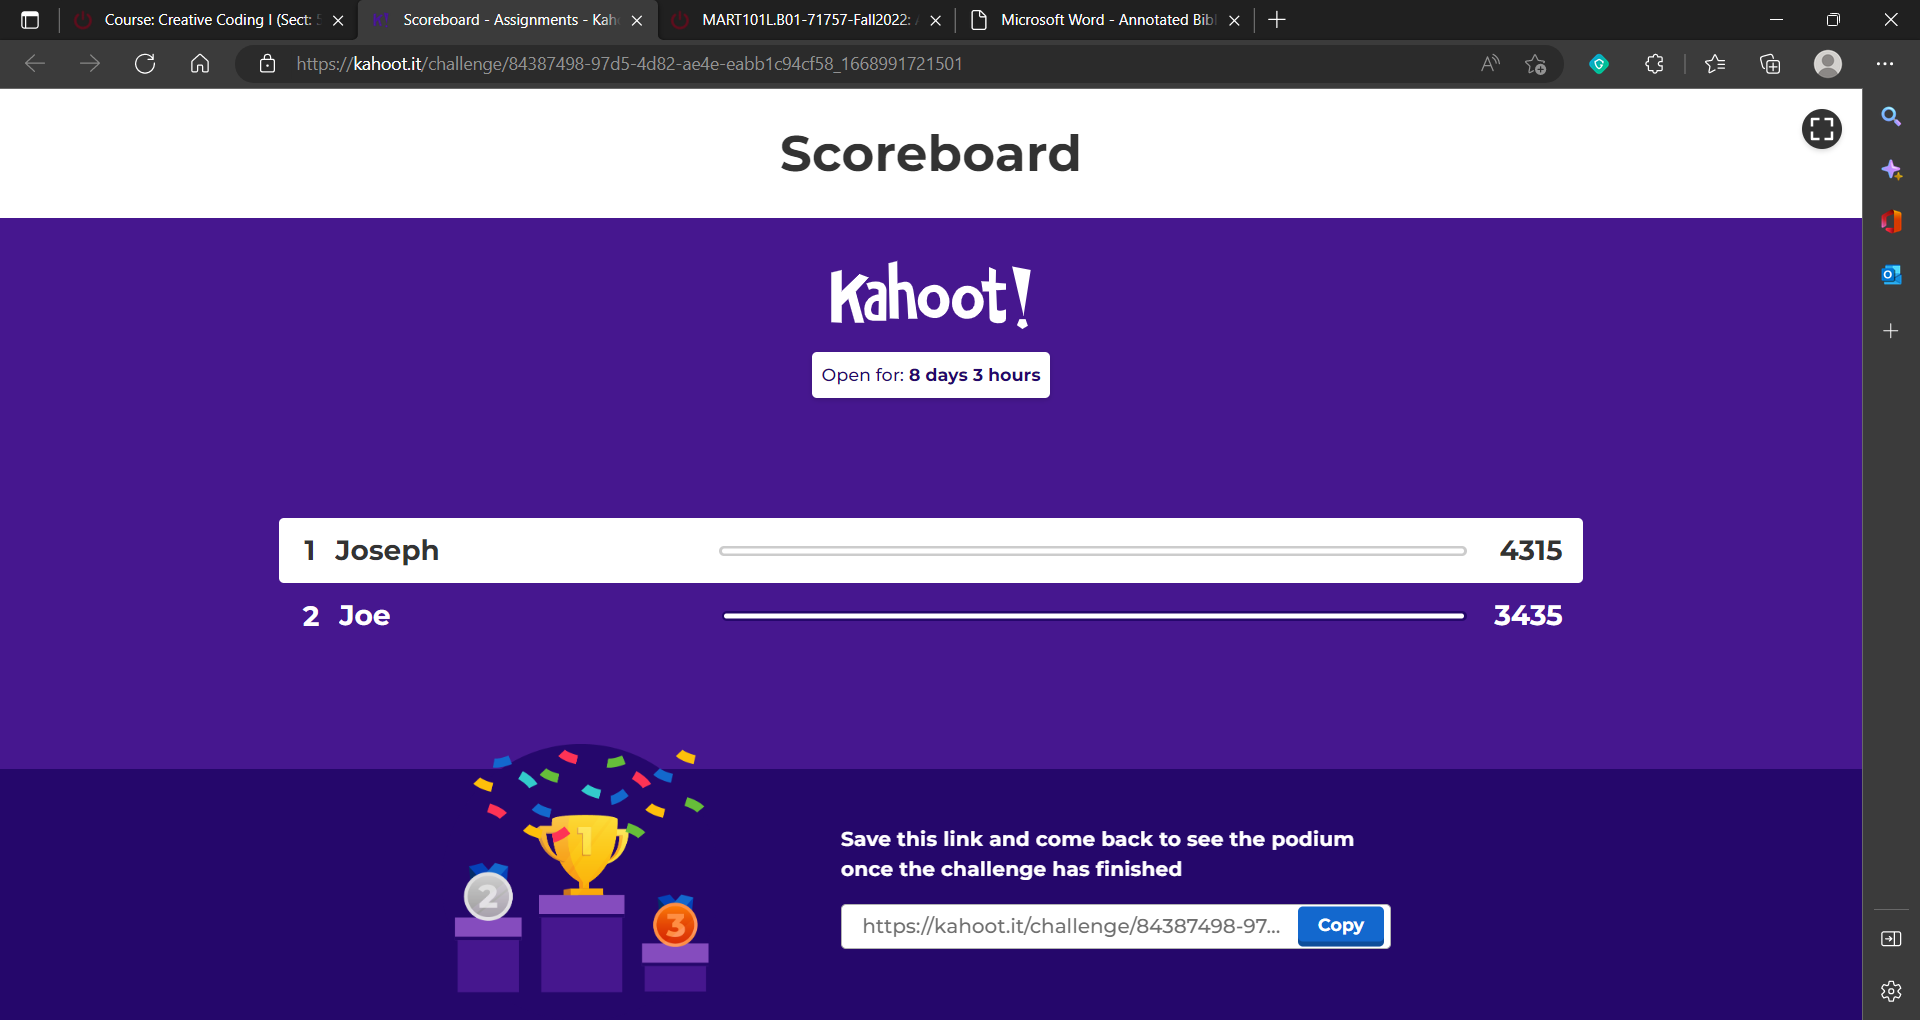 Course: Creative Coding I (Sect:
Scoreboard - Assignments - Kah
MART101L.B01-71757-Fall2022:
Microsoft Word - Annotated Bibl
https://kahoot.it/challenge/84387498-97d5-4d82-ae4e-eabb1c94cf58_1668991721501
Scoreboard
Kahoot!
Open for: 8 days 3 hours
1 Joseph 4315
2 Joe 3435
1
2
3
Save this link and come back to see the podium
once the challenge has finished
https://kahoot.it/challenge/84387498-97... Copy